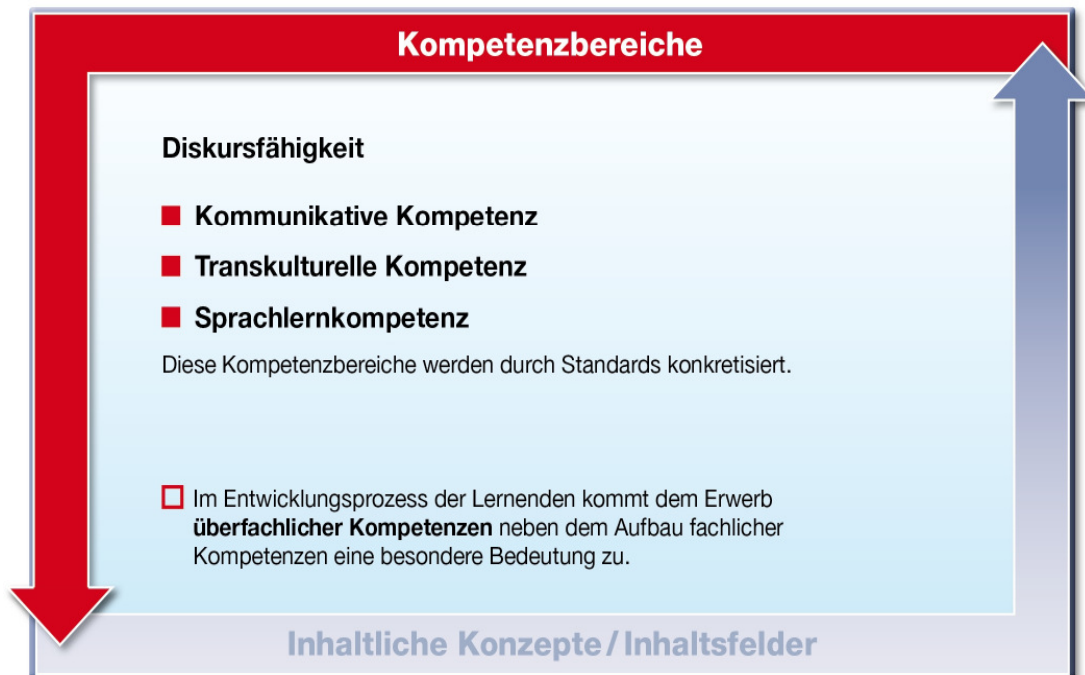 Kompetenzbereiche
Diskursfähigkeit
Kommunikative Kompetenz
Transkulturelle Kompetenz
Sprachlernkompetenz
Diese Kompetenzbereiche werden durch Standards konkretisiert.
Im Entwicklungsprozess der Lernenden kommt dem Erwerb
überfachlicher Kompetenzen neben dem Aufbau fachlicher
Kompetenzen eine besondere Bedeutung zu.
Inhaltliche Konzepte / Inhaltsfelder